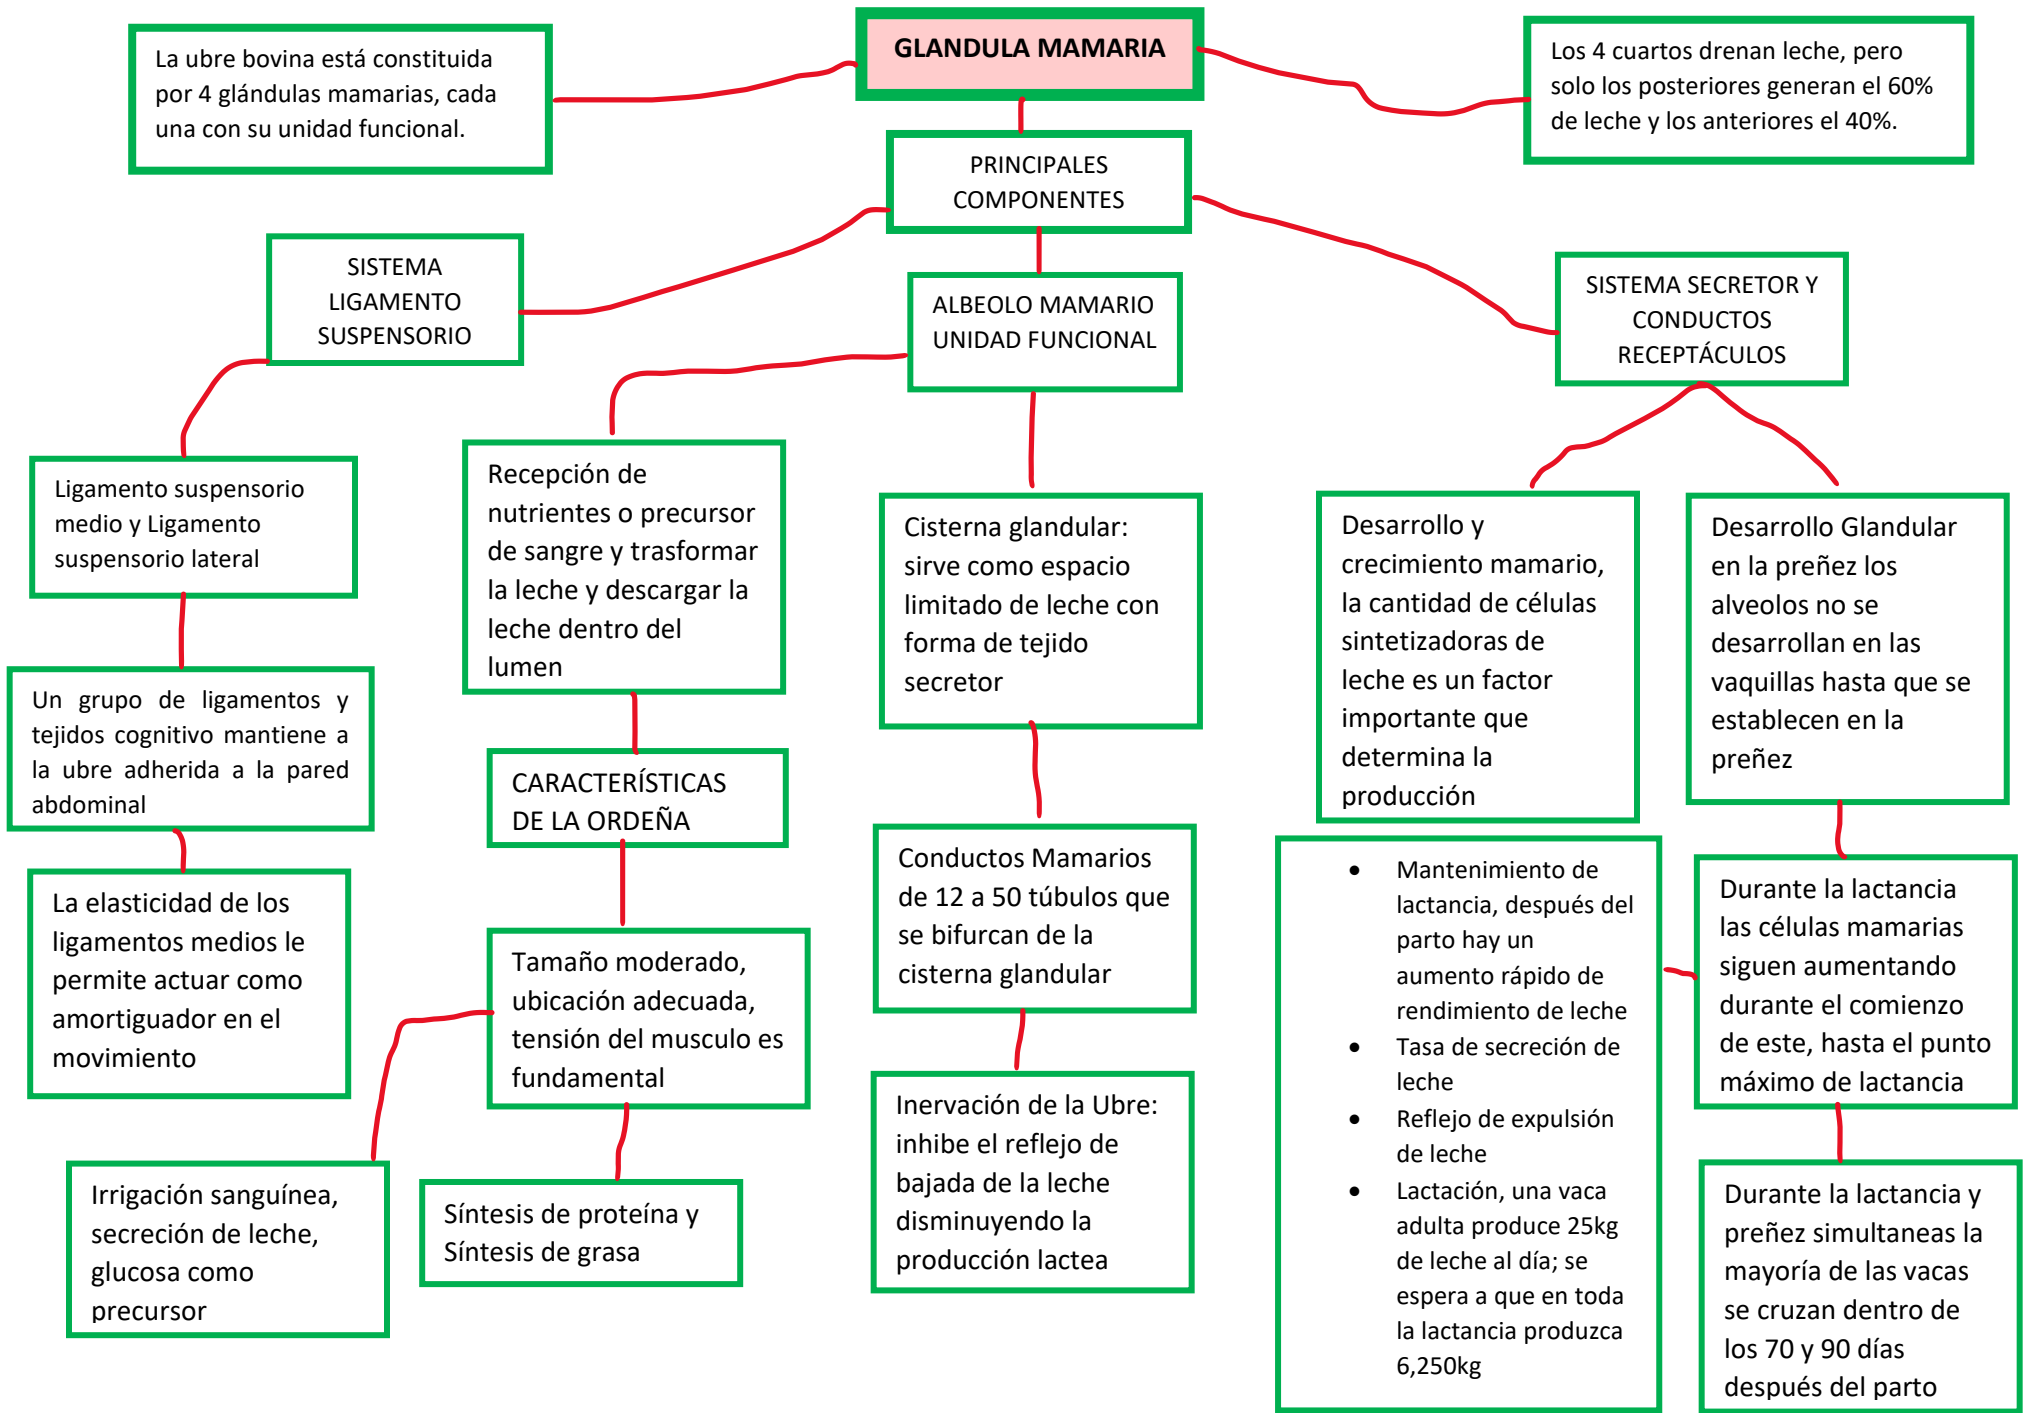 GLANDULA MAMARIA
La ubre bovina está constituida
por 4 glándulas mamarias, cada
una con su unidad funcional.
Los 4 cuartos drenan leche, pero
solo los posteriores generan el 60%
de leche y los anteriores el 40%.
PRINCIPALES
COMPONENTES
SISTEMA
LIGAMENTO
SUSPENSORIO
ALBEOLO MAMARIO
UNIDAD FUNCIONAL
SISTEMA SECRETOR Y
CONDUCTOS
RECEPTÁCULOS
Ligamento suspensorio
medio y Ligamento
suspensorio lateral
Un grupo de ligamentos y
tejidos cognitivo mantiene a
la ubre adherida a la pared
abdominal
La elasticidad de los
ligamentos medios le
permite actuar como
amortiguador en el
movimiento
Recepción de
nutrientes o precursor
de sangre y trasformar
la leche y descargar la
leche dentro del
lumen
CARACTERÍSTICAS
DE LA ORDEÑA
Tamaño moderado,
ubicación adecuada,
tensión del musculo es
fundamental
Irrigación sanguínea,
secreción de leche,
glucosa como
precursor
Síntesis de proteína y
Síntesis de grasa
Cisterna glandular:
sirve como espacio
limitado de leche con
forma de tejido
secretor
Conductos Mamarios
de 12 a 50 túbulos que
se bifurcan de la
cisterna glandular
Inervación de la Ubre:
inhibe el reflejo de
bajada de la leche
disminuyendo la
producción lactea
Desarrollo y
crecimiento mamario,
la cantidad de células
sintetizadoras de
leche es un factor
importante que
determina la
producción
Desarrollo Glandular
en la preñez los
alveolos no se
desarrollan en las
vaquillas hasta que se
establecen en la
preñez
Durante la lactancia
las células mamarias
siguen aumentando
durante el comienzo
de este, hasta el punto
máximo de lactancia
• Mantenimiento de
lactancia, después del
parto hay un
aumento rápido de
rendimiento de leche
• Tasa de secreción de
leche
• Reflejo de expulsión
de leche
• Lactación, una vaca
adulta produce 25kg
de leche al día; se
espera a que en toda
la lactancia produzca
6,250kg
Durante la lactancia y
preñez simultaneas la
mayoría de las vacas
se cruzan dentro de
los 70 y 90 días
después del parto